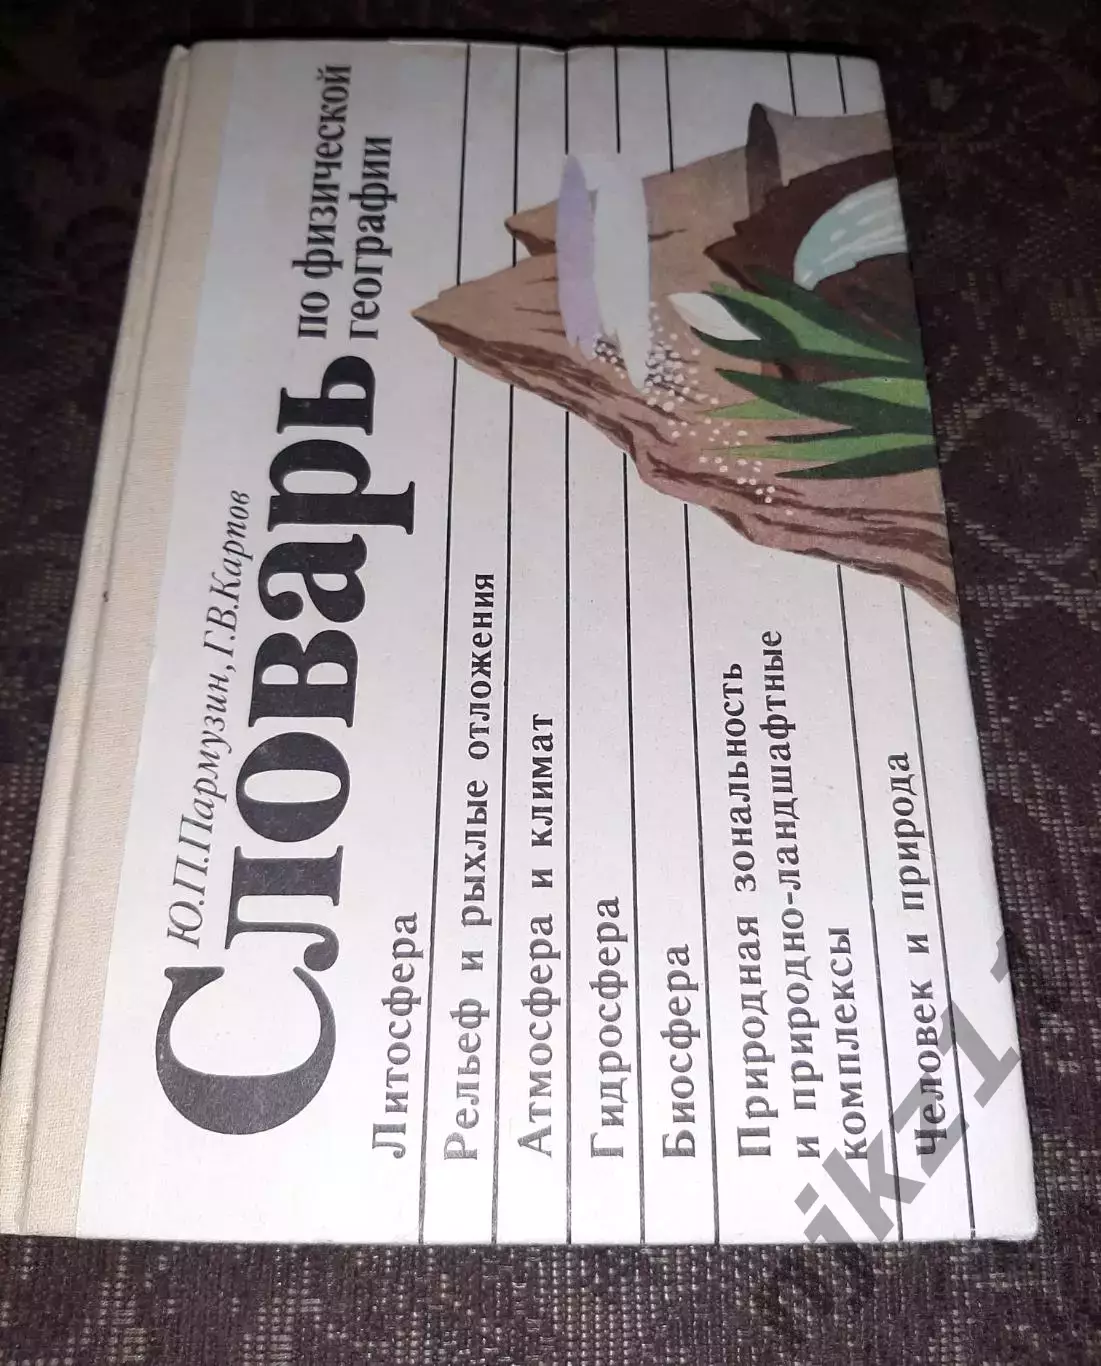 Ю.П.Пармузин, Г.В.Карпов
Словарь
по физической
географии
Литосфера
Рельеф и рыхлые отложения
Атмосфера и климат
Гидросфера
Биосфера
Природная зональность
и природно-ландшафтные
комплексы
Человек и природа